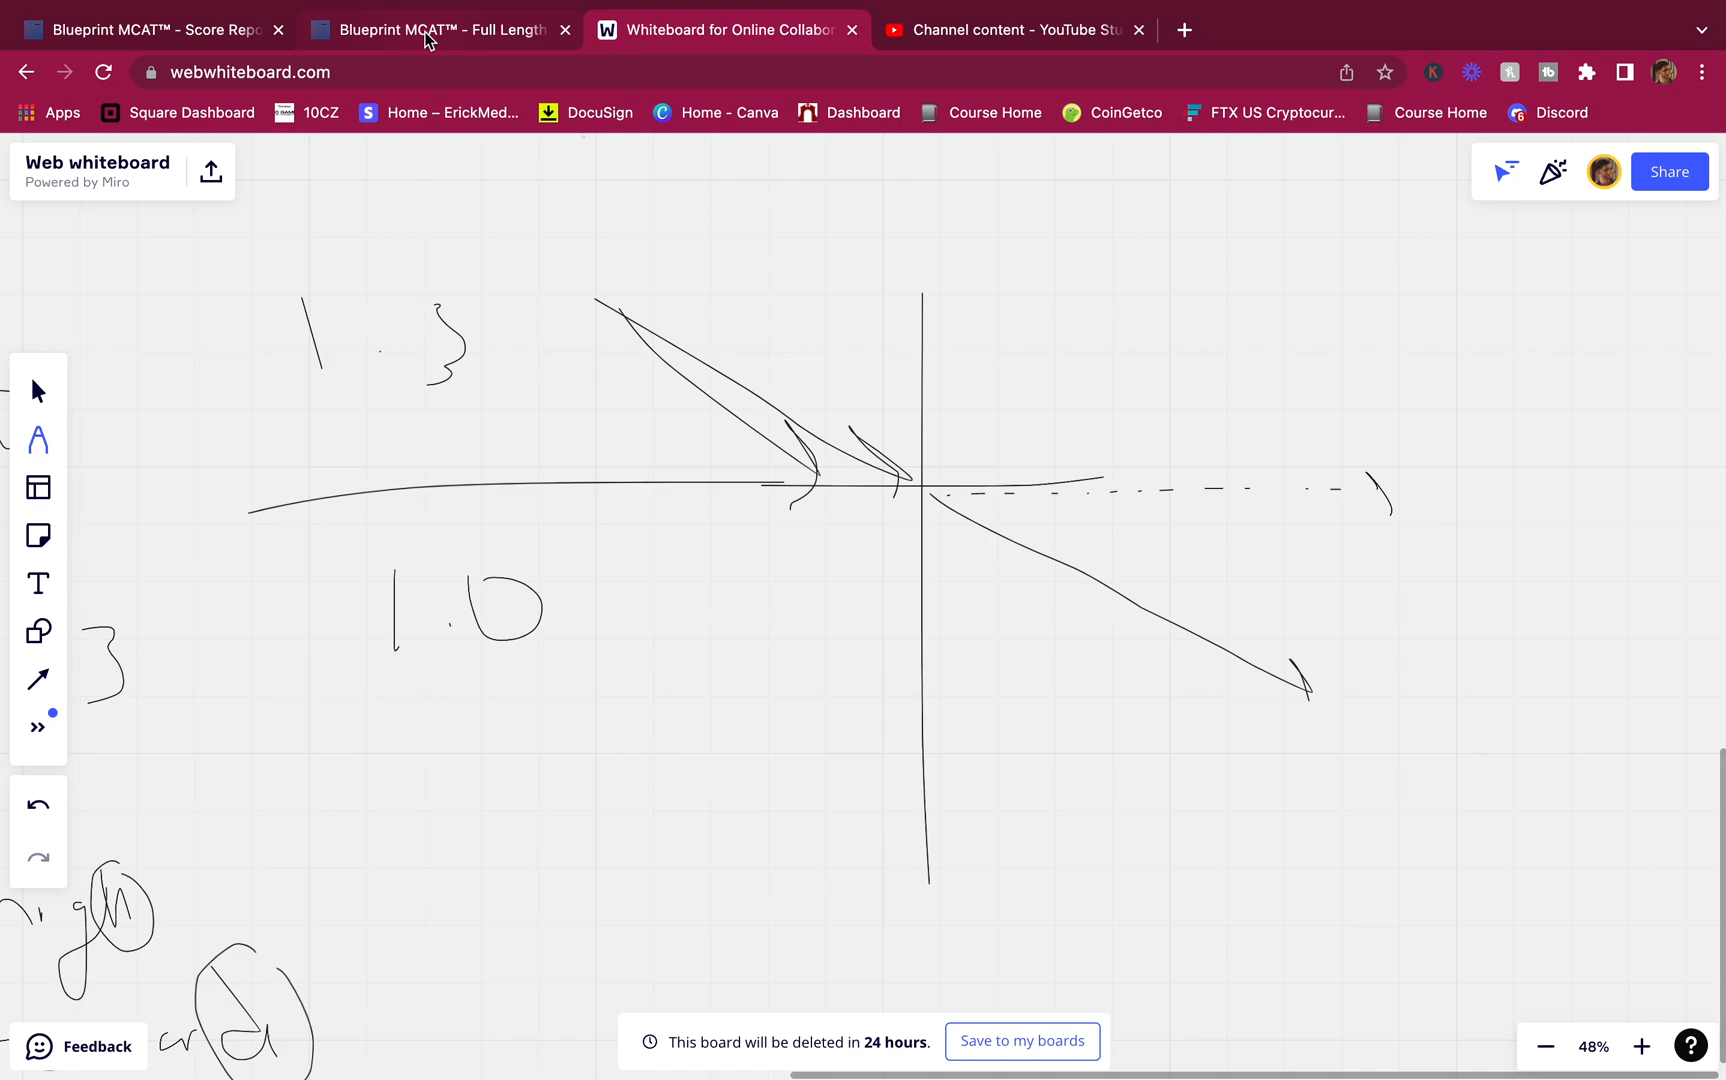 Blueprint MCAT™ - Score Repo
Blueprint MCAT™ - Full Length
W Whiteboard for Online Collabor
Channel content - YouTube Stu
webwhiteboard.com
Apps
Square Dashboard
10CZ
Home – ErickMed...
DocuSign
Home - Canva
Dashboard
Course Home
CoinGetco
FTX US Cryptocur...
Course Home
Discord
Web whiteboard
Powered by Miro
Share
1.3
1.0
3
Feedback
This board will be deleted in 24 hours.
Save to my boards
48%